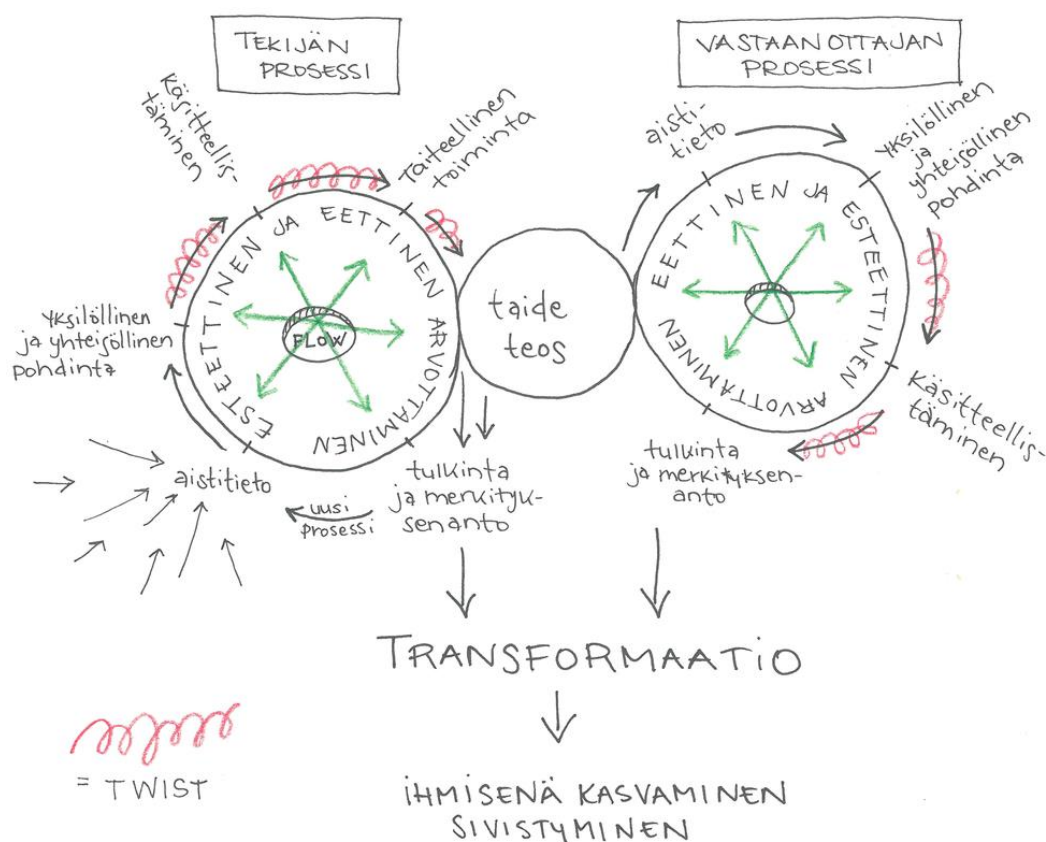 TEKIJÄN
PROSESSI
Käsitteellis-
täminen
Taiteellinen
toiminta
ESTEETTINEN JA EETTINEN ARVOTTAMINEN
FLOW
Yksilöllinen
ja yhteisöllinen
pohdinta
aistitieto
uusi
prosessi
tulkinta
ja merkityk-
senanto
taide
teos
VASTAANOTTAJAN
PROSESSI
aisti-
tieto
Yksilöllinen
ja
yhteisöllinen
pohdinta
EETTINEN JA ESTEETTINEN ARVOTTAMINEN
Käsitteellis-
täminen
tulkinta
ja merkityksen-
anto
TRANSFORMAATIO
= TWIST
IHMISENÄ KASVAMINEN
SIVISTYMINEN